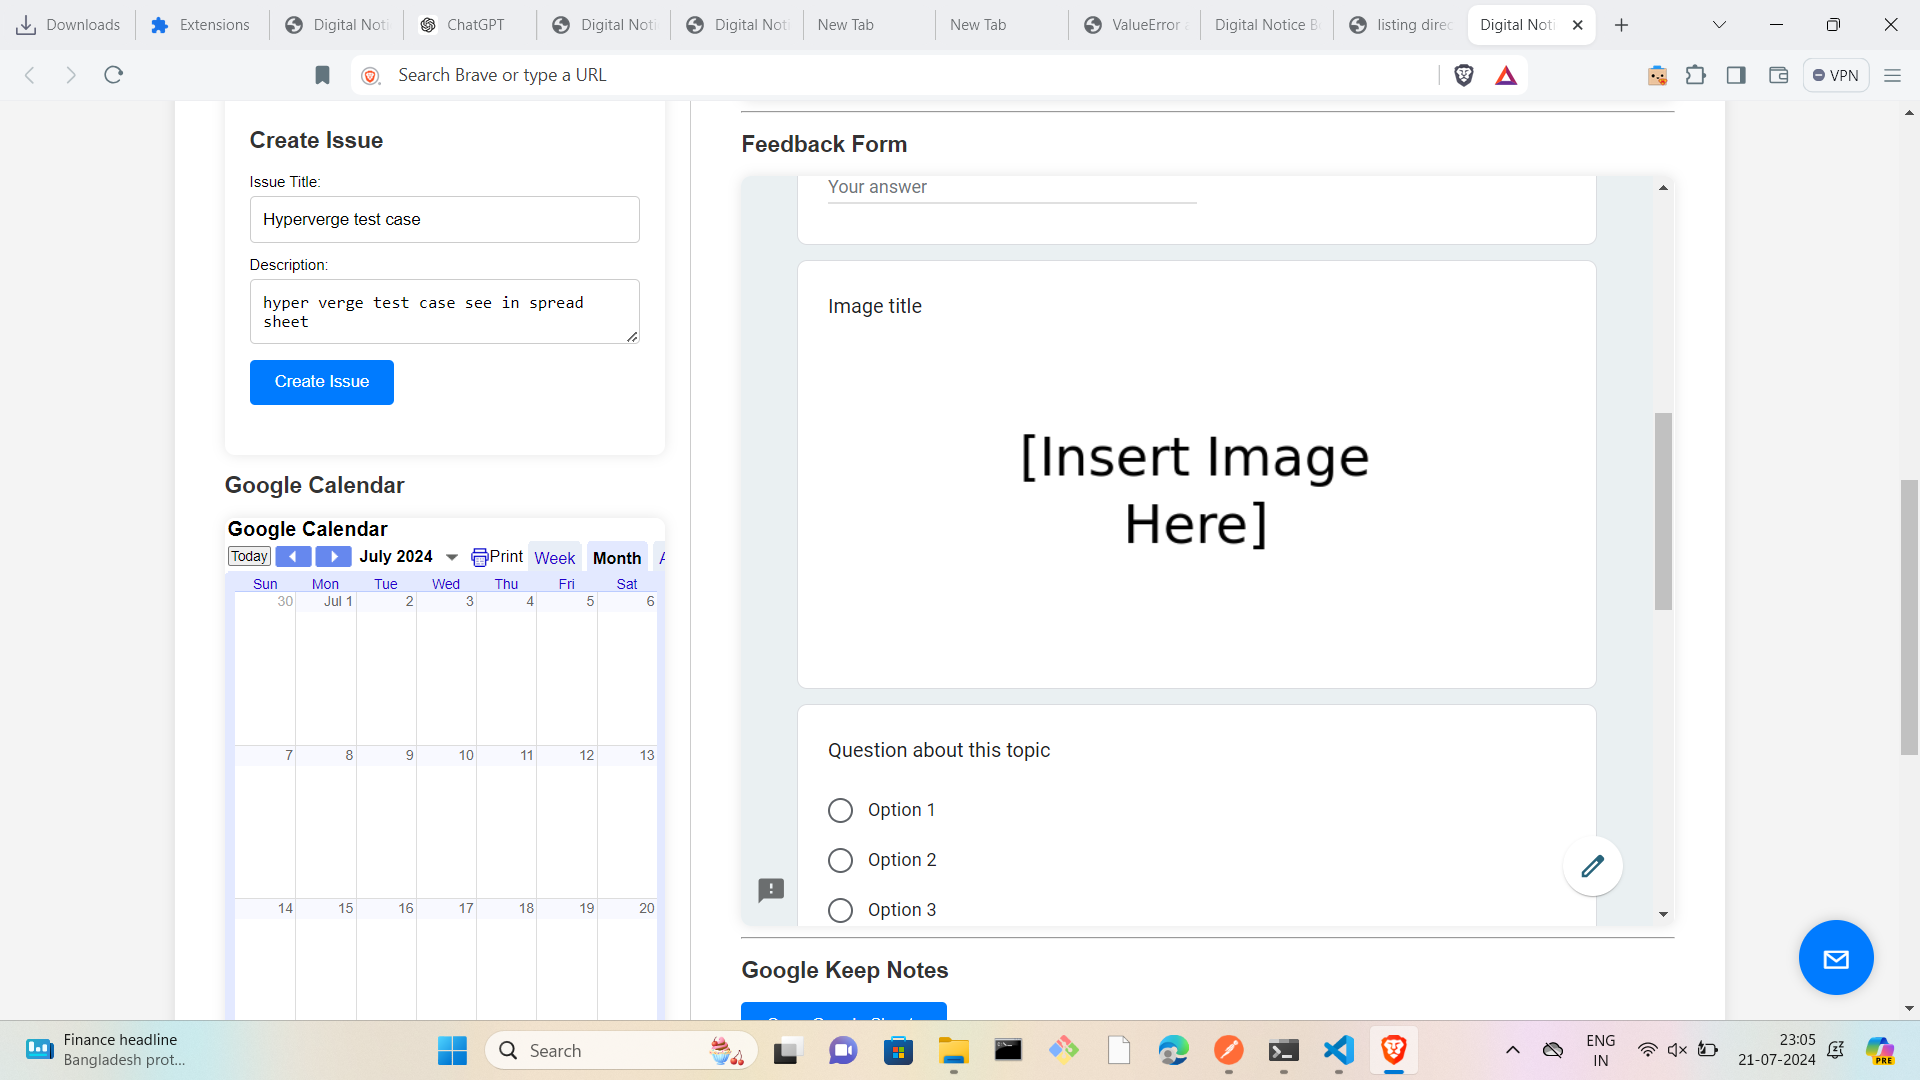 Downloads
Extensions
Digital Noti
ChatGPT
Digital Noti
Digital Noti
New Tab
New Tab
ValueError a
Digital Notice B
listing direc
Digital Noti
Search Brave or type a URL
VPN
Create Issue
Issue Title:
Hyperverge test case
Description:
hyper verge test case see in spread
sheet
Create Issue
Google Calendar
Google Calendar
Today
July 2024
Print
Week
Month
Sun Mon Tue Wed Thu Fri Sat
30 Jul 1 2 3 4 5 6
7 8 9 10 11 12 13
14 15 16 17 18 19 20
Feedback Form
Your answer
Image title
[Insert Image
Here]
Question about this topic
Option 1
Option 2
Option 3
Google Keep Notes
Finance headline
Bangladesh prot...
Search
ENG
IN
23:05
21-07-2024
PRE